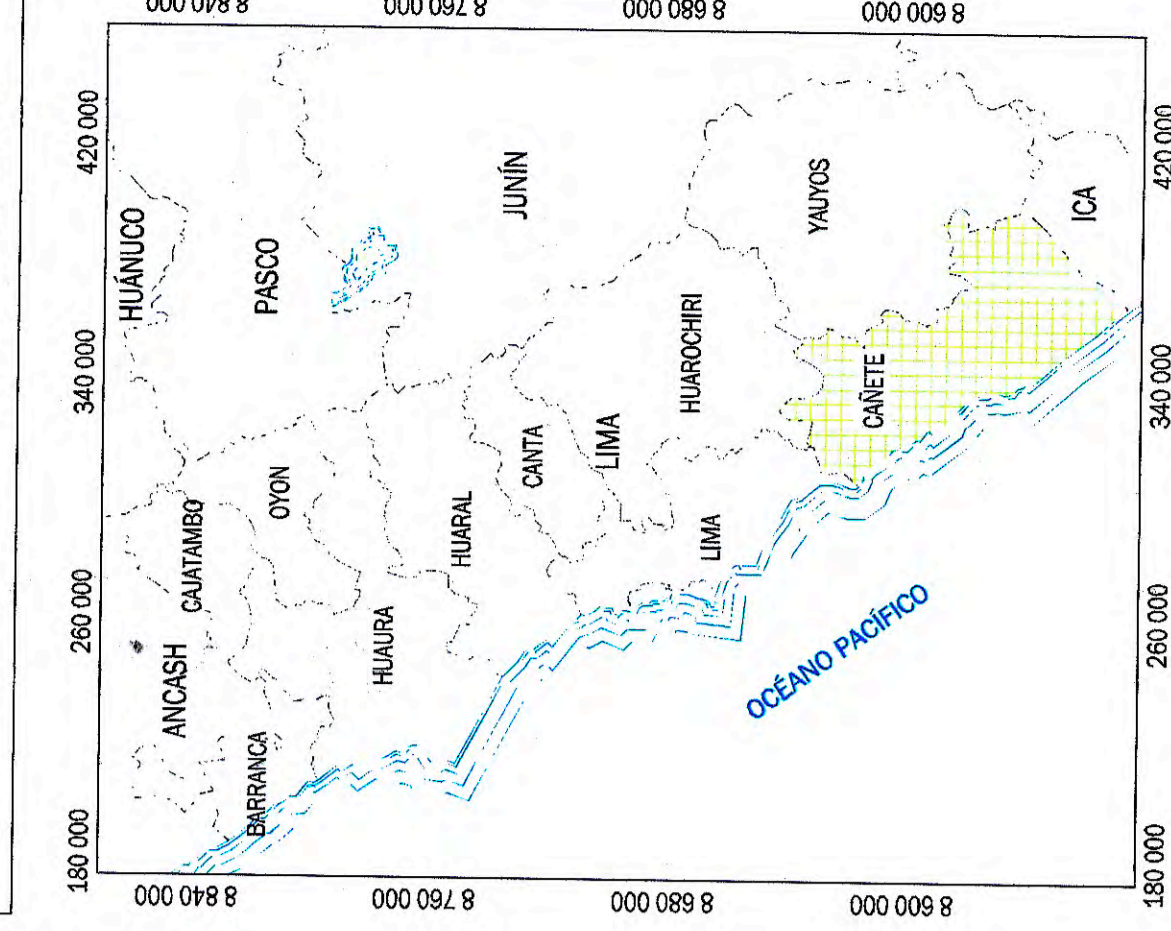 8 840 000
8 760 000
8 680 000
8 600 000
420 000
340 000
260 000
180 000
HUÁNUCO
PASCO
JUNÍN
YAUYOS
ICA
ANCASH
CAJATAMBO
OYON
BARRANCA
HUAURA
HUARAL
CANTA
LIMA
HUAROCHIRI
LIMA
CAÑETE
OCÉANO PACÍFICO
420 000
340 000
260 000
180 000
8 840 000
8 760 000
8 680 000
8 600 000